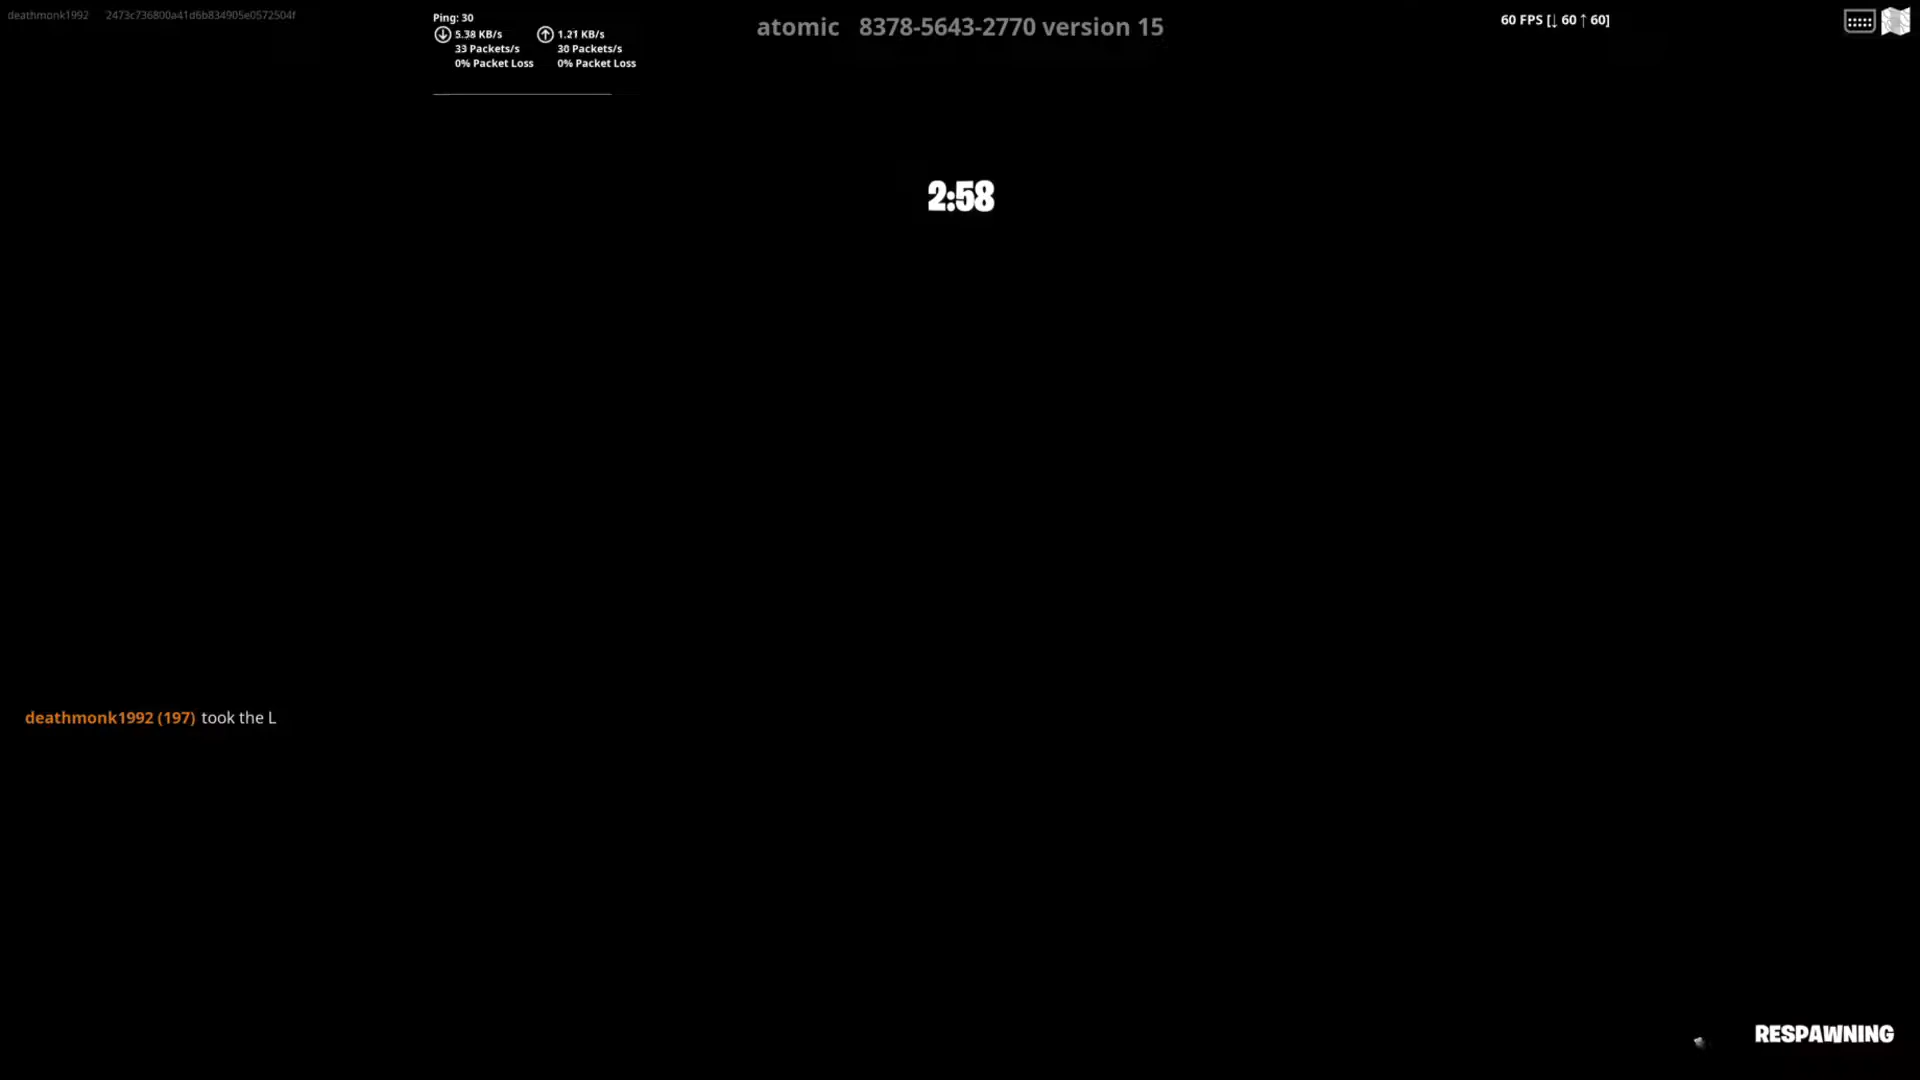 deathmonk1992 2473c736800a41d6b834905e0572504f
Ping: 30
5.38 KB/s 1.21 KB/s
33 Packets/s 30 Packets/s
0% Packet Loss 0% Packet Loss
atomic 8378-5643-2770 version 15
60 FPS [↓ 60 ↑ 60]
2:58
deathmonk1992 (197) took the L
RESPAWNING